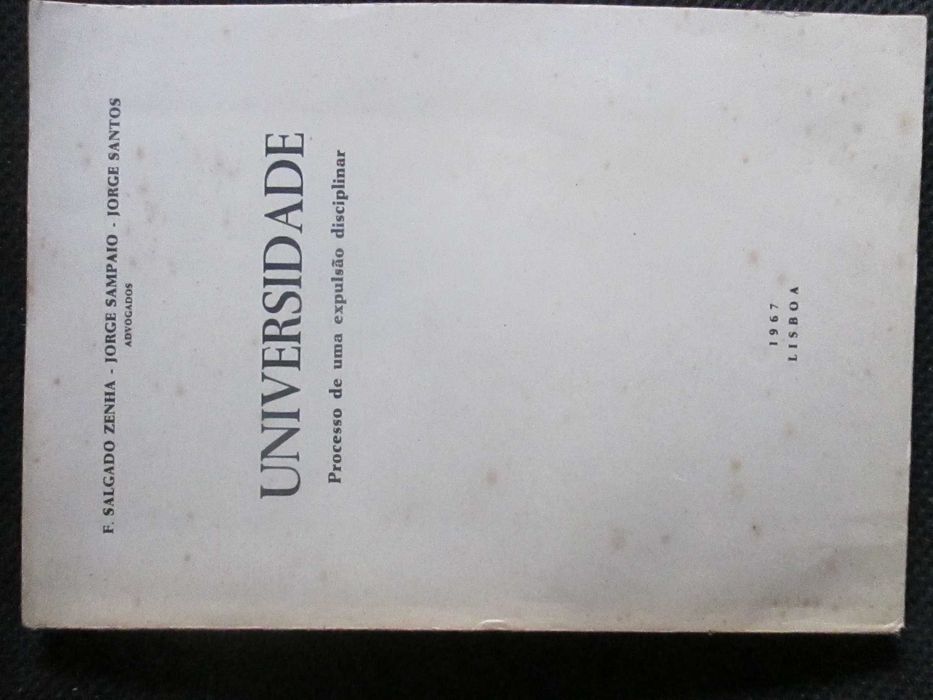 F. SALGADO ZENHA - JORGE SAMPAIO - JORGE SANTOS
ADVOGADOS
UNIVERSIDADE
Processo de uma expulsão disciplinar
1967
LISBOA